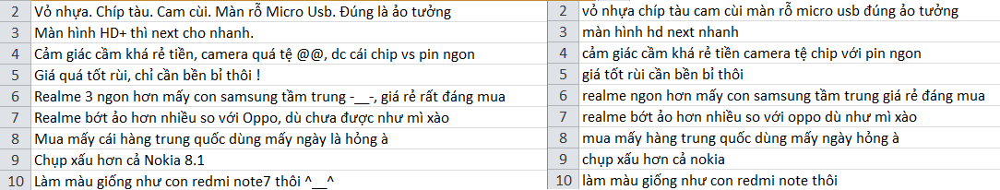 2 Vỏ nhựa. Chíp tàu. Cam cùi. Màn rỗ Micro Usb. Đúng là ảo tưởng
3 Màn hình HD+ thì next cho nhanh.
4 Cảm giác cầm khá rẻ tiền, camera quá tệ @@, dc cái chip vs pin ngon
5 Giá quá tốt rùi, chỉ cần bền bỉ thôi !
6 Realme 3 ngon hơn mấy con samsung tầm trung -__-, giá rẻ rất đáng mua
7 Realme bớt ảo hơn nhiều so với Oppo, dù chưa được như mì xào
8 Mua mấy cái hàng trung quốc dùng mấy ngày là hỏng à
9 Chụp xấu hơn cả Nokia 8.1
10 Làm màu giống như con redmi note7 thôi ^__^
2 vỏ nhựa chíp tàu cam cùi màn rỗ micro usb đúng ảo tưởng
3 màn hình hd next nhanh
4 cảm giác cầm khá rẻ tiền camera tệ chip với pin ngon
5 giá tốt rùi cần bền bỉ thôi
6 realme ngon hơn mấy con samsung tầm trung giá rẻ đáng mua
7 realme bớt ảo hơn nhiều so với oppo dù như mì xào
8 mua mấy hàng trung quốc dùng mấy ngày hỏng à
9 chụp xấu hơn cả nokia
10 làm màu giống như con redmi note thôi